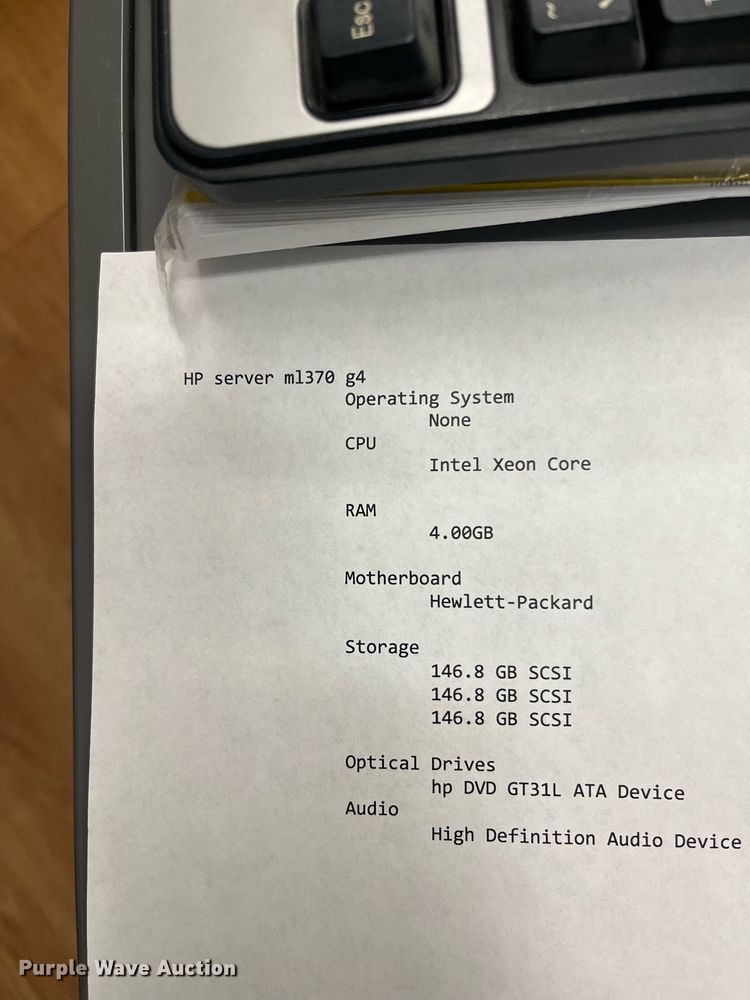 Esc
~
HP server ml370 g4
Operating System
None
CPU
Intel Xeon Core
RAM
4.00GB
Motherboard
Hewlett-Packard
Storage
146.8 GB SCSI
146.8 GB SCSI
146.8 GB SCSI
Optical Drives
hp DVD GT31L ATA Device
Audio
High Definition Audio Device
Purple Wave Auction